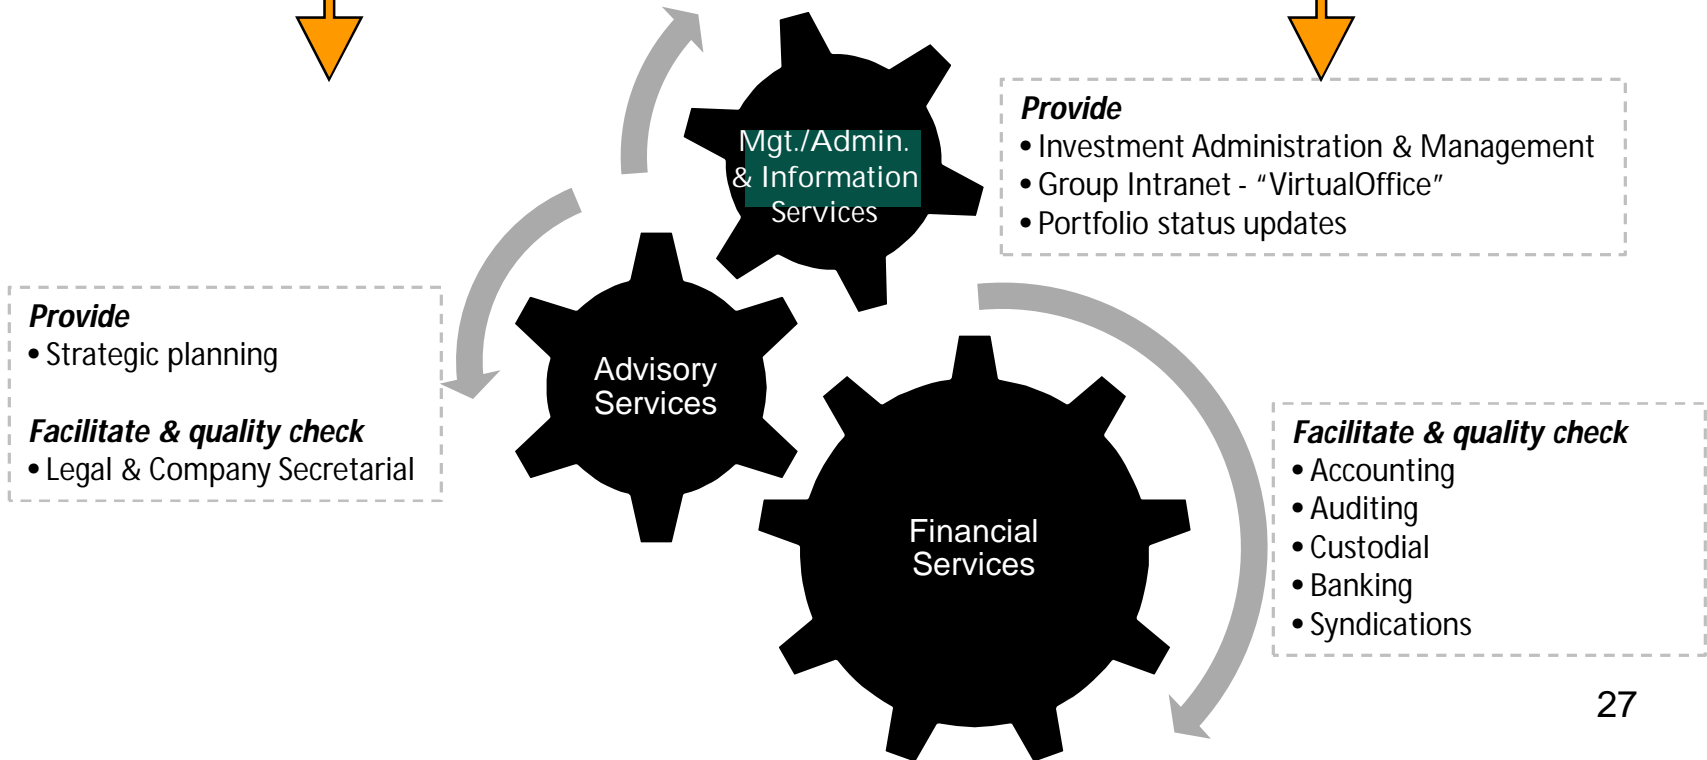 Mgt./Admin.
& Information
Services
Provide
• Investment Administration & Management
• Group Intranet - “VirtualOffice”
• Portfolio status updates
Provide
• Strategic planning
Facilitate & quality check
• Legal & Company Secretarial
Advisory
Services
Financial
Services
Facilitate & quality check
• Accounting
• Auditing
• Custodial
• Banking
• Syndications
27